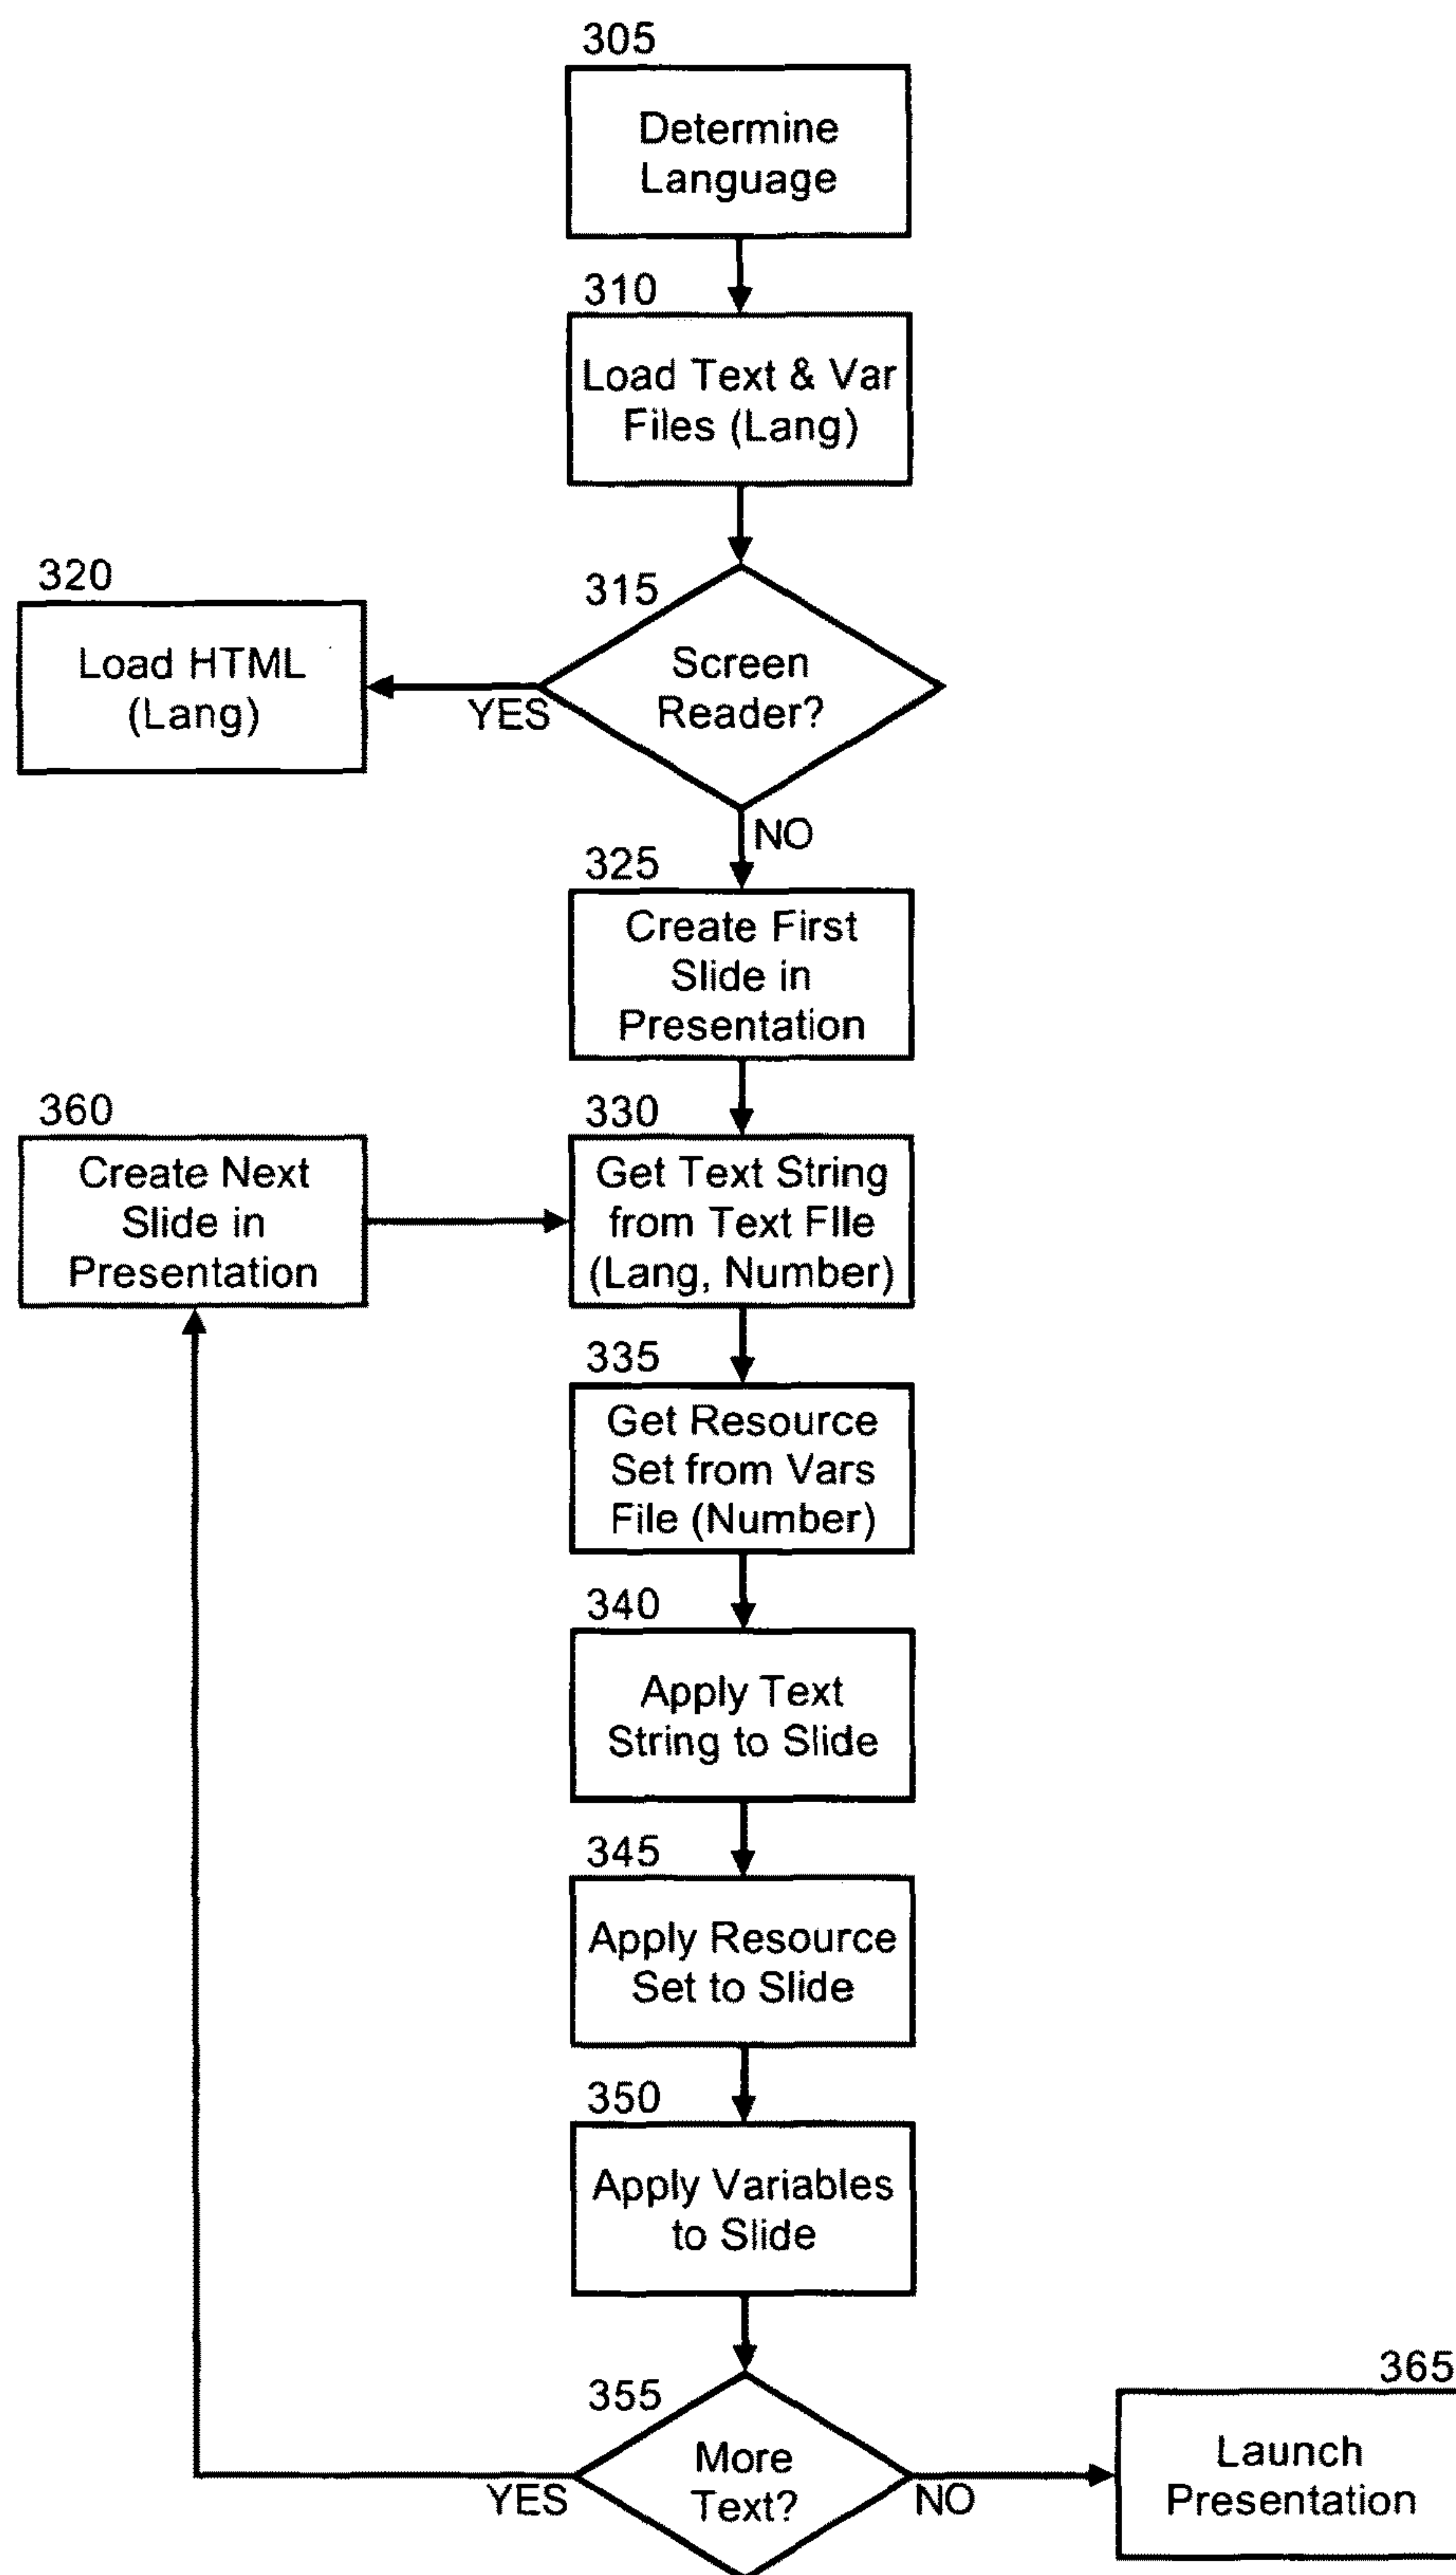 305
Determine
Language
310
Load Text & Var
Files (Lang)
315
Screen
Reader?
YES
NO
320
Load HTML
(Lang)
325
Create First
Slide in
Presentation
360
Create Next
Slide in
Presentation
330
Get Text String
from Text FIle
(Lang, Number)
335
Get Resource
Set from Vars
File (Number)
340
Apply Text
String to Slide
345
Apply Resource
Set to Slide
350
Apply Variables
to Slide
355
More
Text?
YES
NO
365
Launch
Presentation